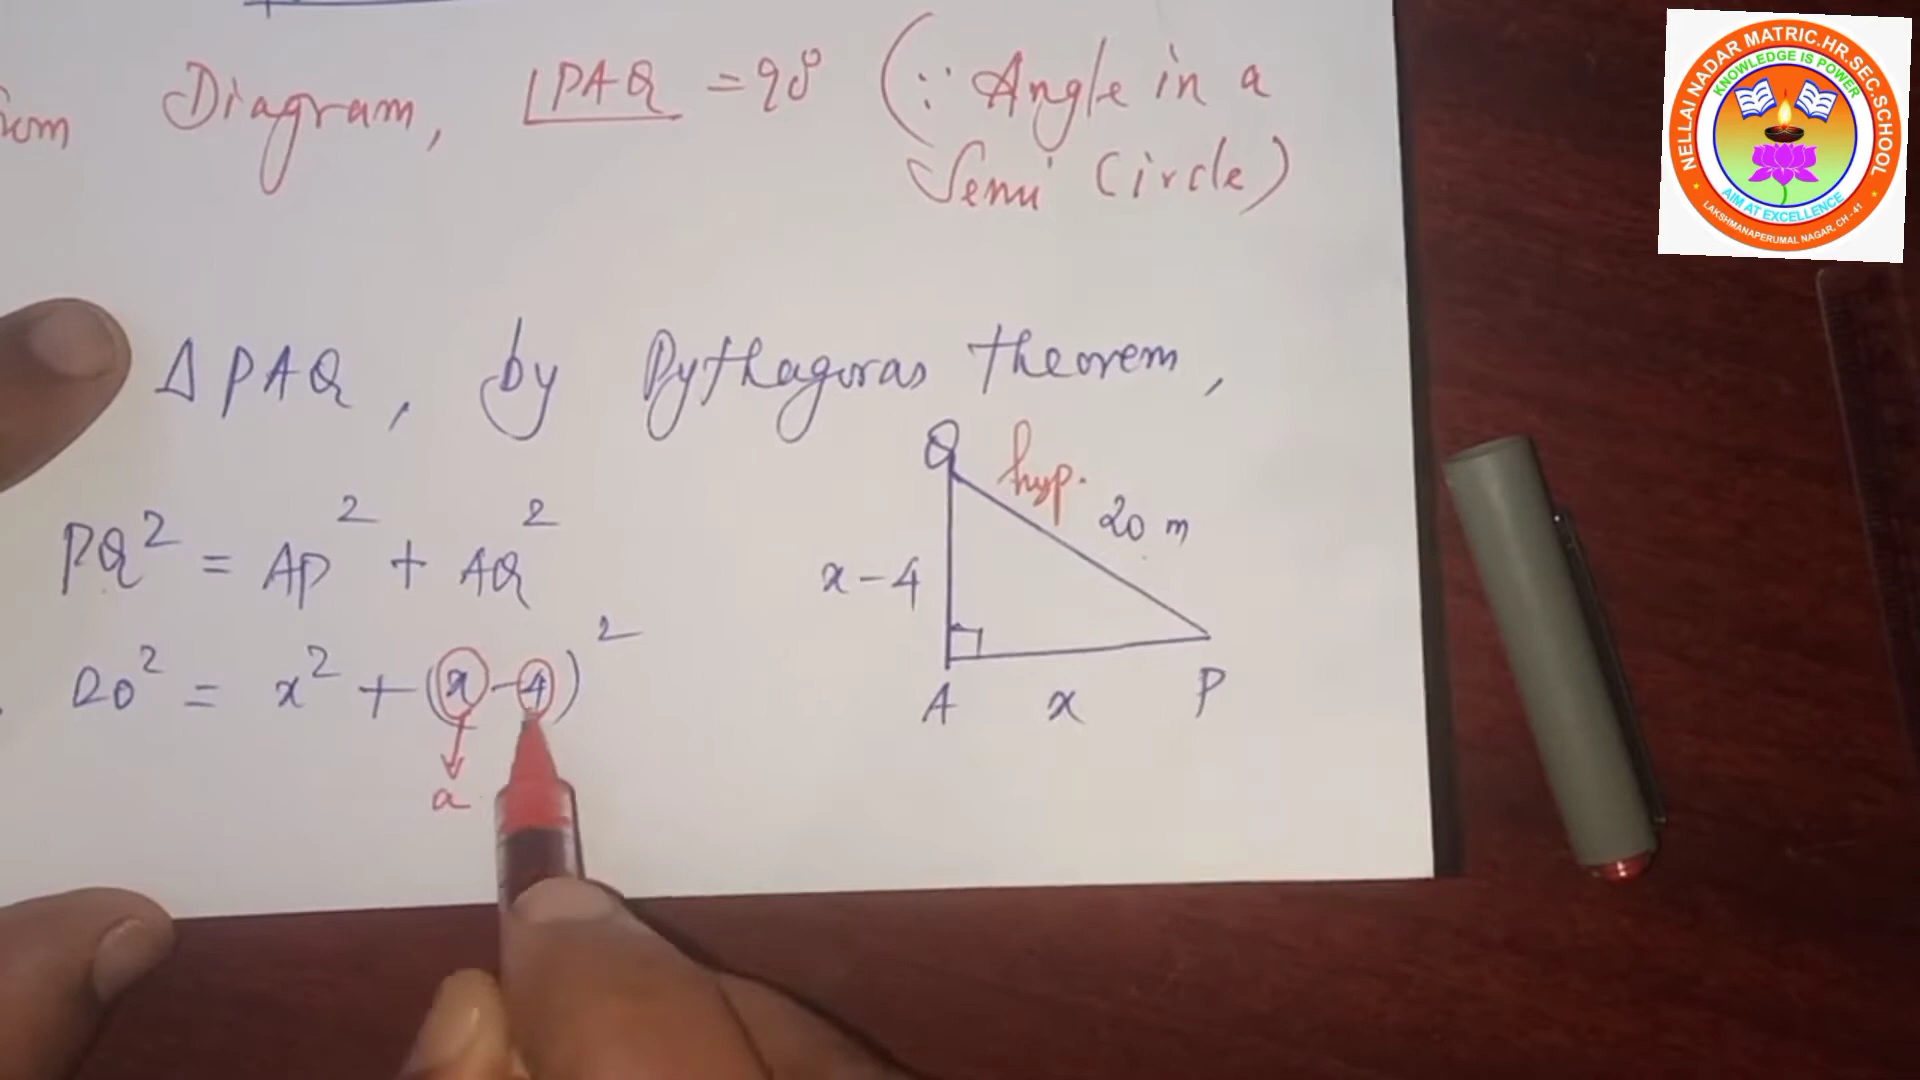 Diagram, ∠PAQ = 90° (∵ Angle in a
Semi Circle)
Δ PAQ, by Pythagoras theorem,
PQ² = AP² + AQ²
20² = x² + (x - 4)²
a
Q
hyp.
20 m
x - 4
A
x
P
NELLAI NADAR MATRIC.HR.SEC.SCHOOL
KNOWLEDGE IS POWER
AIM AT EXCELLENCE
LAKSHMANAPERUMAL NAGAR, CH - 41